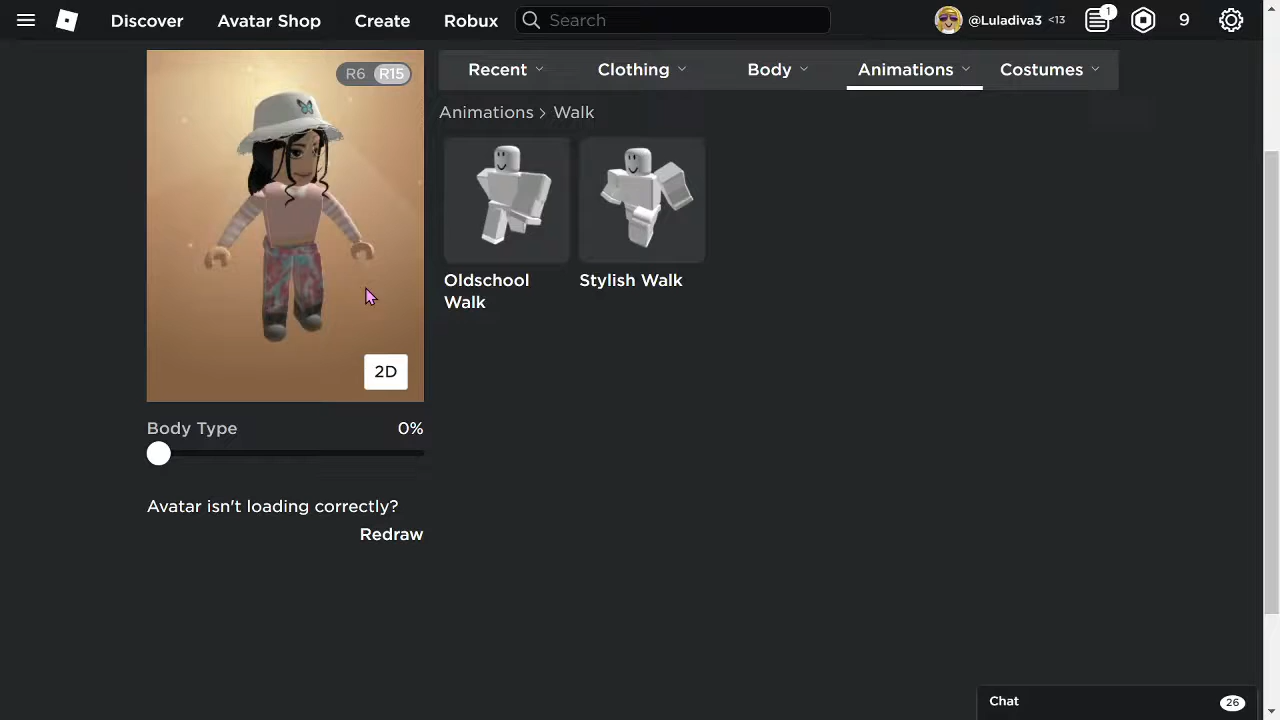 Discover Avatar Shop Create Robux Search @Luladiva3 <13 1 9
R6 R15
Recent Clothing Body Animations Costumes
Animations > Walk
Oldschool
Walk
Stylish Walk
2D
Body Type 0%
Avatar isn't loading correctly?
Redraw
Chat 26